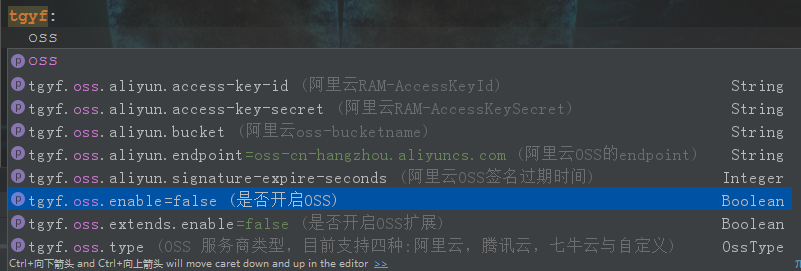 tgyf:
oss
oss
tgyf.oss.aliyun.access-key-id (阿里云RAM-AccessKeyId) String
tgyf.oss.aliyun.access-key-secret (阿里云RAM-AccessKeySecret) String
tgyf.oss.aliyun.bucket (阿里云oss-bucketname) String
tgyf.oss.aliyun.endpoint=oss-cn-hangzhou.aliyuncs.com (阿里云OSS的endpoint) String
tgyf.oss.aliyun.signature-expire-seconds (阿里云OSS签名过期时间) Integer
tgyf.oss.enable=false (是否开启OSS) Boolean
tgyf.oss.extends.enable=false (是否开启OSS扩展) Boolean
tgyf.oss.type (OSS 服务商类型，目前支持四种:阿里云，腾讯云，七牛云与自定义) OssType
Ctrl+向下箭头 and Ctrl+向上箭头 will move caret down and up in the editor >>